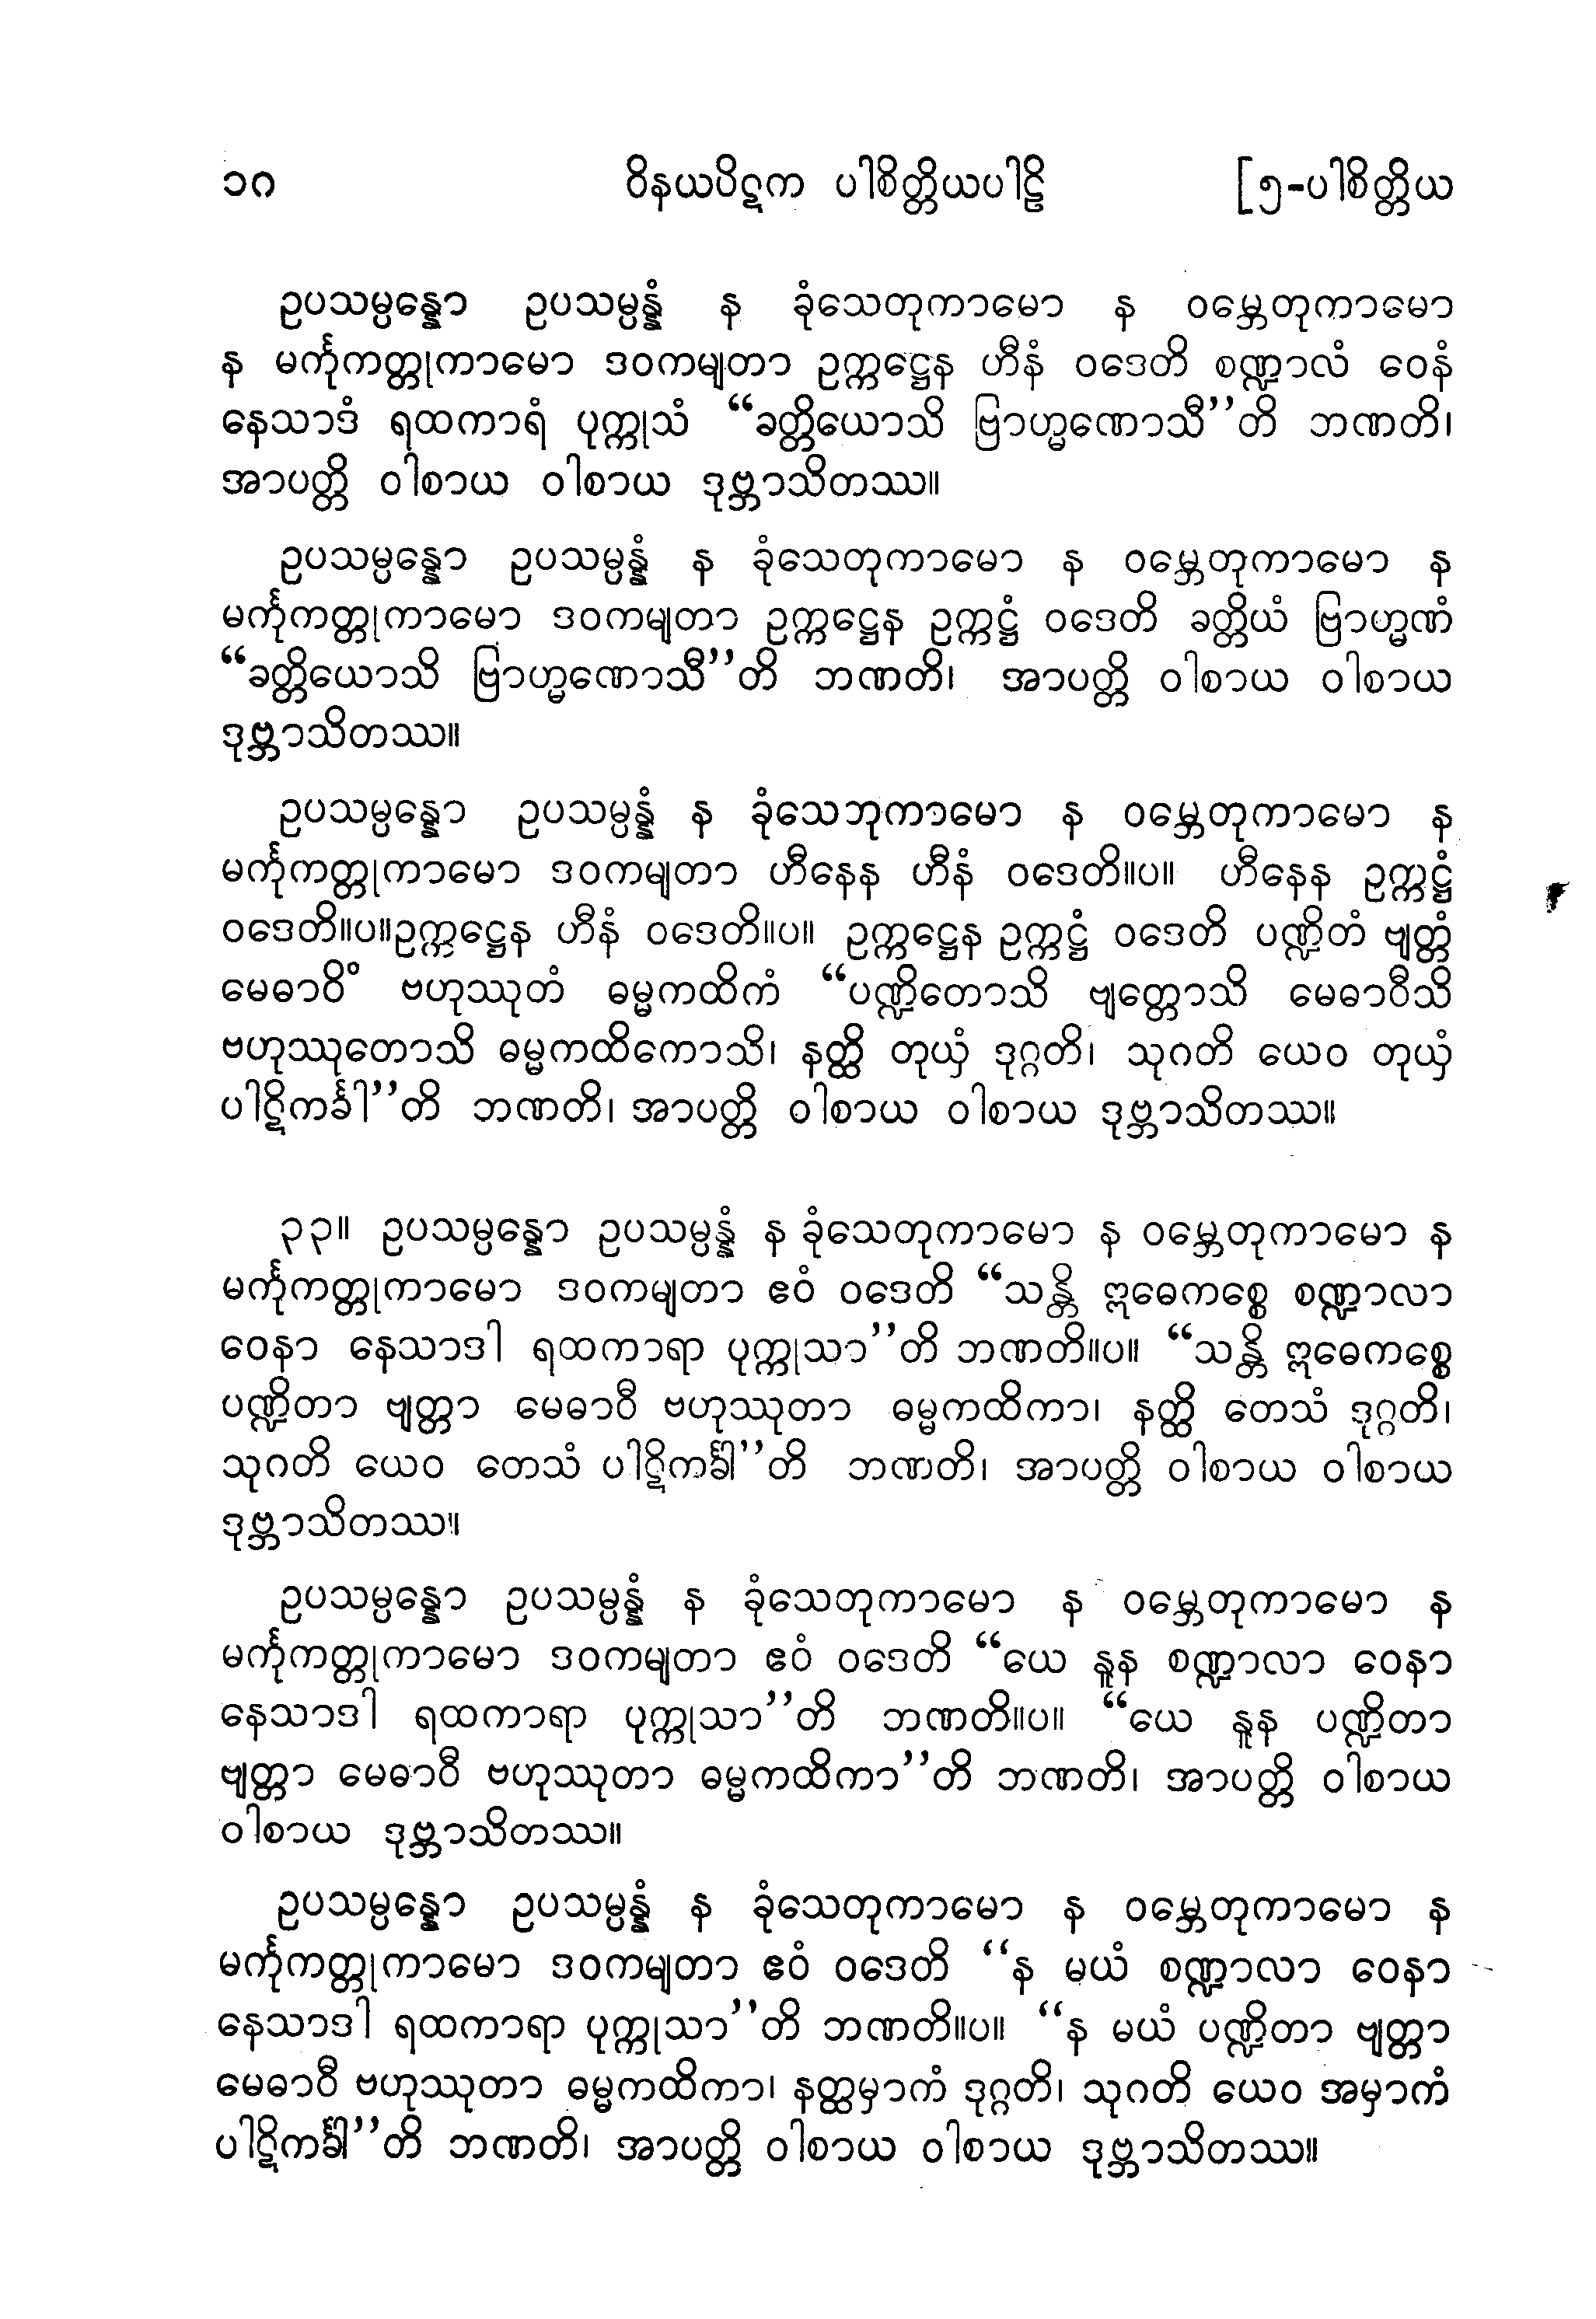 ၁ဂ ဝိနယပိဋက ပါစိတ္တိယပါဠိ [၅-ပါစိတ္တိယ
ဥပသမ္ပန္နော ဥပသမ္ပန္နံ န ခုံသေတုကာမော န ဝမ္ဘေတုကာမော
န မင်္ကုကတ္တုကာမော ဒဝကမျတာ ဥက္ကဋ္ဌေန ဟီနံ ဝဒေတိ စဏ္ဍာလံ ဝေနံ
နေသာဒံ ရထကာရံ ပုက္ကုသံ “ခတ္တိယောသိ ဗြာဟ္မဏောသီ”တိ ဘဏတိ၊
အာပတ္တိ ဝါစာယ ဝါစာယ ဒုဗ္ဘာသိတဿ။
ဥပသမ္ပန္နော ဥပသမ္ပန္နံ န ခုံသေတုကာမော န ဝမ္ဘေတုကာမော န
မင်္ကုကတ္တုကာမော ဒဝကမျတာ ဥက္ကဋ္ဌေန ဥက္ကဋ္ဌံ ဝဒေတိ ခတ္တိယံ ဗြာဟ္မဏံ
“ခတ္တိယောသိ ဗြာဟ္မဏောသီ”တိ ဘဏတိ၊ အာပတ္တိ ဝါစာယ ဝါစာယ
ဒုဗ္ဘာသိတဿ။
ဥပသမ္ပန္နော ဥပသမ္ပန္နံ န ခုံသေဘုကာမော န ဝမ္ဘေတုကာမော န
မင်္ကုကတ္တုကာမော ဒဝကမျတာ ဟီနေန ဟီနံ ဝဒေတိ။ပ။ ဟီနေန ဥက္ကဋ္ဌံ
ဝဒေတိ။ပ။ဥက္ကဋ္ဌေန ဟီနံ ဝဒေတိ။ပ။ ဥက္ကဋ္ဌေန ဥက္ကဋ္ဌံ ဝဒေတိ ပဏ္ဍိတံ ဗျတ္တံ
မေဓာဝိံ ဗဟုဿုတံ ဓမ္မကထိကံ “ပဏ္ဍိတောသိ ဗျတ္တောသိ မေဓာဝီသိ
ဗဟုဿုတောသိ ဓမ္မကထိကောသိ၊ နတ္ထိ တုယှံ ဒုဂ္ဂတိ၊ သုဂတိ ယေဝ တုယှံ
ပါဋိကင်္ခါ”တိ ဘဏတိ၊ အာပတ္တိ ဝါစာယ ဝါစာယ ဒုဗ္ဘာသိတဿ။
၃၃။ ဥပသမ္ပန္နော ဥပသမ္ပန္နံ န ခုံသေတုကာမော န ဝမ္ဘေတုကာမော န
မင်္ကုကတ္တုကာမော ဒဝကမျတာ ဧဝံ ဝဒေတိ “သန္တိ ဣဓေကစ္စေ စဏ္ဍာလာ
ဝေနာ နေသာဒါ ရထကာရာ ပုက္ကုသာ”တိ ဘဏတိ။ပ။ “သန္တိ ဣဓေကစ္စေ
ပဏ္ဍိတာ ဗျတ္တာ မေဓာဝီ ဗဟုဿုတာ ဓမ္မကထိကာ၊ နတ္ထိ တေသံ ဒုဂ္ဂတိ၊
သုဂတိ ယေဝ တေသံ ပါဋိကင်္ခါ”တိ ဘဏတိ၊ အာပတ္တိ ဝါစာယ ဝါစာယ
ဒုဗ္ဘာသိတဿ။
ဥပသမ္ပန္နော ဥပသမ္ပန္နံ န ခုံသေတုကာမော န ဝမ္ဘေတုကာမော န
မင်္ကုကတ္တုကာမော ဒဝကမျတာ ဧဝံ ဝဒေတိ “ယေ နူန စဏ္ဍာလာ ဝေနာ
နေသာဒါ ရထကာရာ ပုက္ကုသာ”တိ ဘဏတိ။ပ။ “ယေ နူန ပဏ္ဍိတာ
ဗျတ္တာ မေဓာဝီ ဗဟုဿုတာ ဓမ္မကထိကာ”တိ ဘဏတိ၊ အာပတ္တိ ဝါစာယ
ဝါစာယ ဒုဗ္ဘာသိတဿ။
ဥပသမ္ပန္နော ဥပသမ္ပန္နံ န ခုံသေတုကာမော န ဝမ္ဘေတုကာမော န
မင်္ကုကတ္တုကာမော ဒဝကမျတာ ဧဝံ ဝဒေတိ “န မယံ စဏ္ဍာလာ ဝေနာ
နေသာဒါ ရထကာရာ ပုက္ကုသာ”တိ ဘဏတိ။ပ။ “န မယံ ပဏ္ဍိတာ ဗျတ္တာ
မေဓာဝီ ဗဟုဿုတာ ဓမ္မကထိကာ၊ နတ္ထမှာကံ ဒုဂ္ဂတိ၊ သုဂတိ ယေဝ အမှာကံ
ပါဋိကင်္ခါ”တိ ဘဏတိ၊ အာပတ္တိ ဝါစာယ ဝါစာယ ဒုဗ္ဘာသိတဿ။